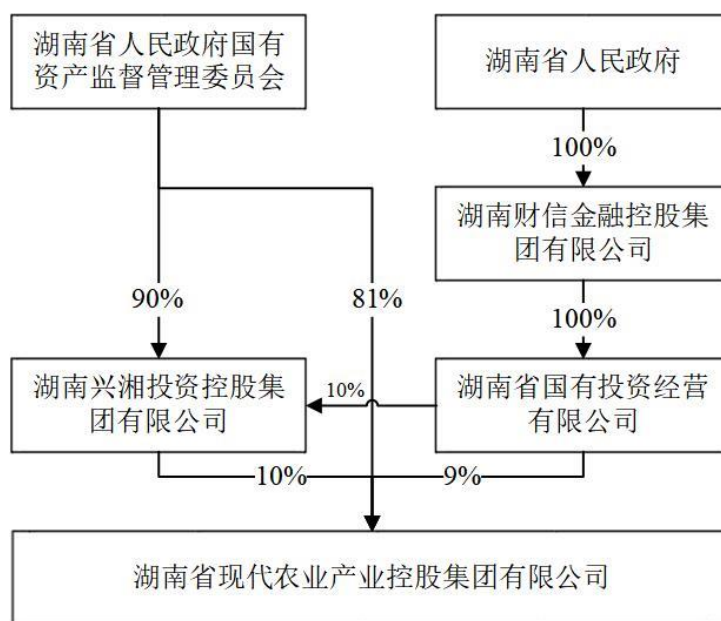 湖南省人民政府国有
资产监督管理委员会
湖南省人民政府
100%
湖南财信金融控股集
团有限公司
90%
81%
100%
湖南兴湘投资控股集
团有限公司
10%
湖南省国有投资经营
有限公司
10%
9%
湖南省现代农业产业控股集团有限公司